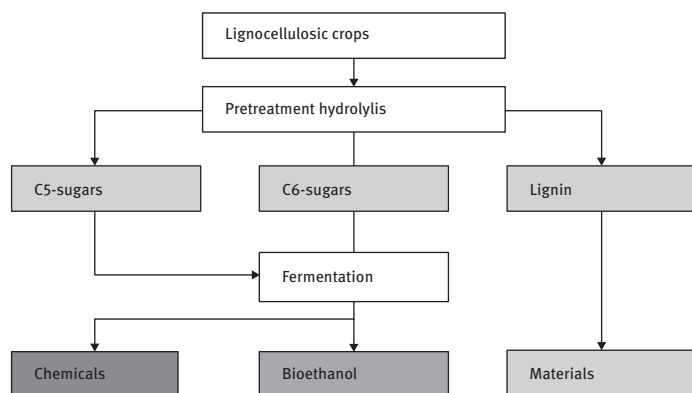 Lignocellulosic crops
Pretreatment hydrolylis
C5-sugars
C6-sugars
Lignin
Fermentation
Chemicals
Bioethanol
Materials